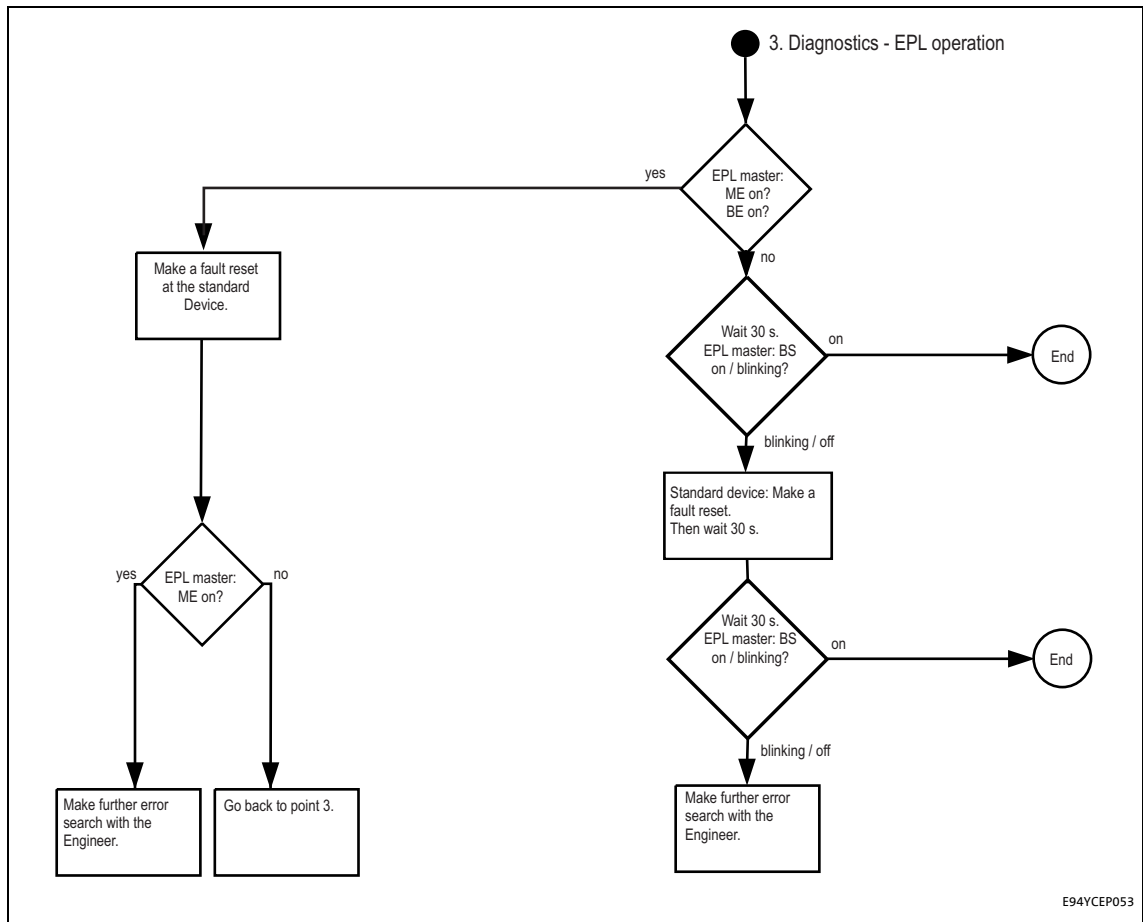 3. Diagnostics - EPL operation
yes
EPL master:
ME on?
BE on?
no
Make a fault reset
at the standard
Device.
Wait 30 s.
EPL master: BS
on / blinking?
on
End
blinking / off
Standard device: Make a
fault reset.
Then wait 30 s.
yes
EPL master:
ME on?
no
Wait 30 s.
EPL master: BS
on / blinking?
on
End
blinking / off
Make further error
search with the
Engineer.
Go back to point 3.
Make further error
search with the
Engineer.
E94YCEP053